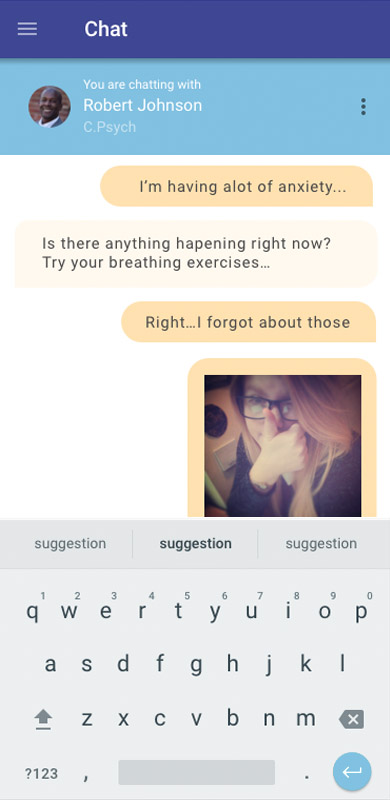 Chat
You are chatting with
Robert Johnson
C.Psych
I'm having alot of anxiety...
Is there anything hapening right now?
Try your breathing exercises...
Right...I forgot about those
suggestion suggestion suggestion
1 2 3 4 5 6 7 8 9 0
q w e r t y u i o p
a s d f g h j k l
z x c v b n m
?123 , .